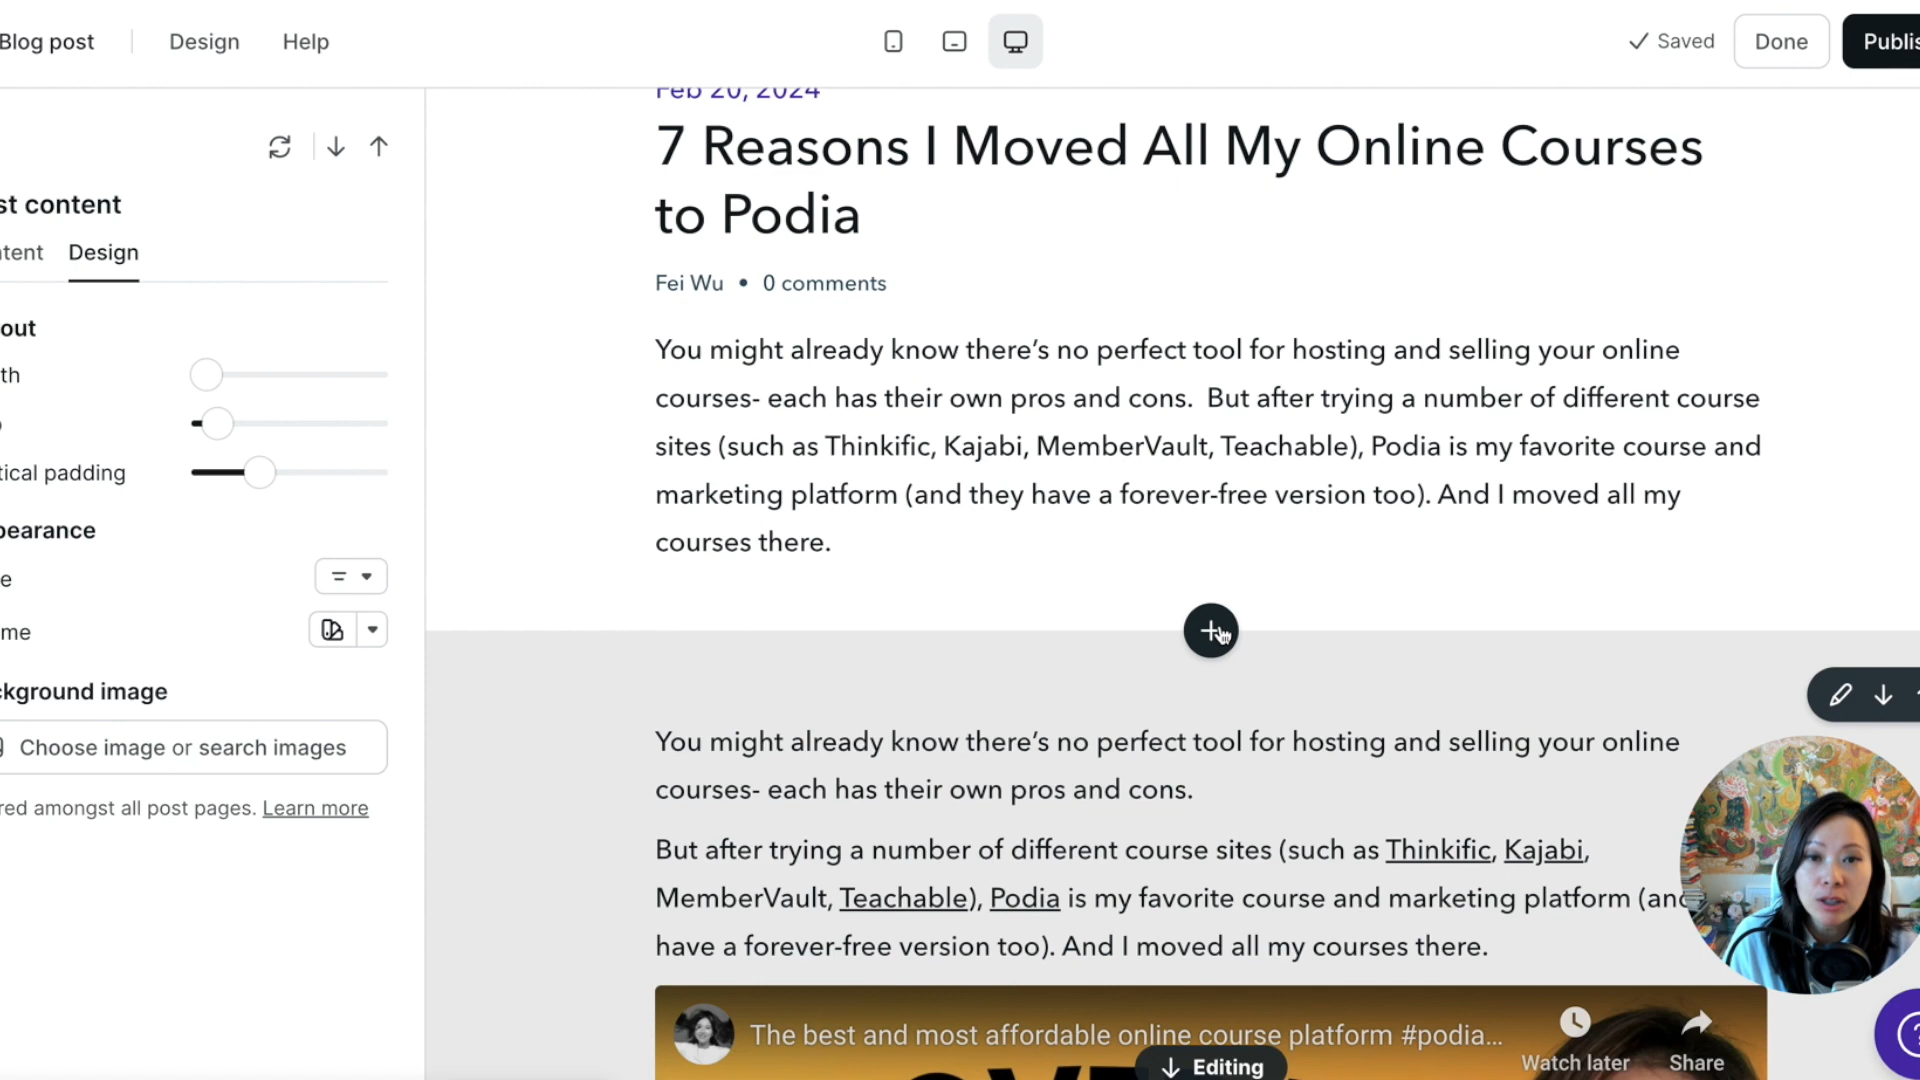 Blog post
Design
Help
Saved
Done
Publis
st content
tent
Design
out
th
tical padding
pearance
e
me
ckground image
Choose image or search images
red amongst all post pages. Learn more
Feb 20, 2024
7 Reasons I Moved All My Online Courses
to Podia
Fei Wu • 0 comments
You might already know there's no perfect tool for hosting and selling your online
courses- each has their own pros and cons.  But after trying a number of different course
sites (such as Thinkific, Kajabi, MemberVault, Teachable), Podia is my favorite course and
marketing platform (and they have a forever-free version too). And I moved all my
courses there.
You might already know there's no perfect tool for hosting and selling your online
courses- each has their own pros and cons.
But after trying a number of different course sites (such as Thinkific, Kajabi,
MemberVault, Teachable), Podia is my favorite course and marketing platform (and
have a forever-free version too). And I moved all my courses there.
The best and most affordable online course platform #podia...
Watch later
Share
Editing